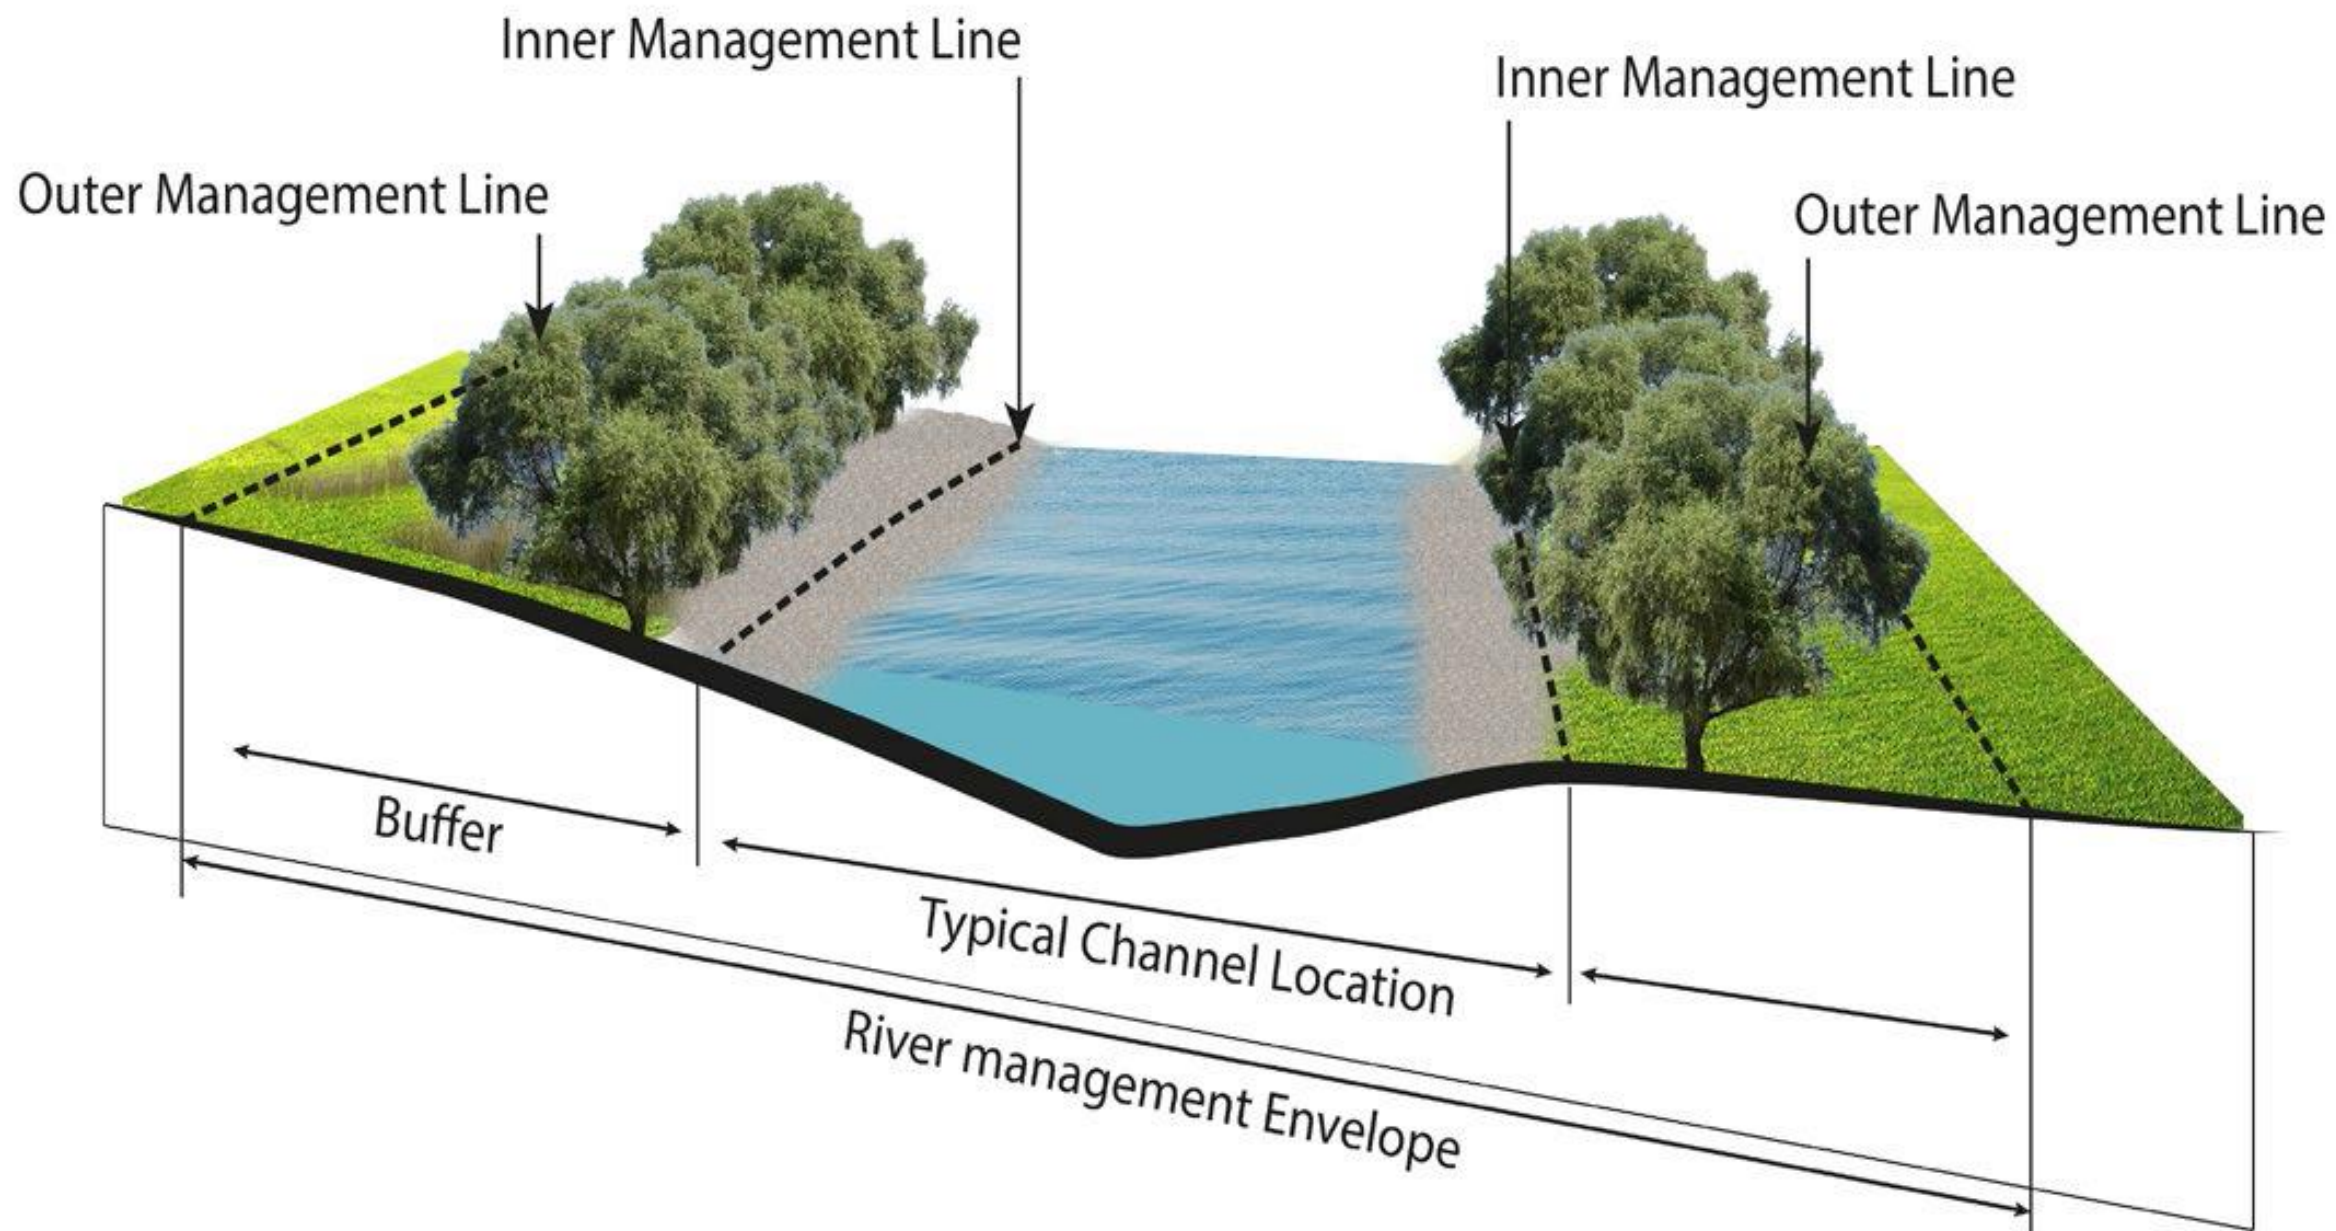 Inner Management Line
Inner Management Line
Outer Management Line
Outer Management Line
Buffer
Typical Channel Location
River management Envelope